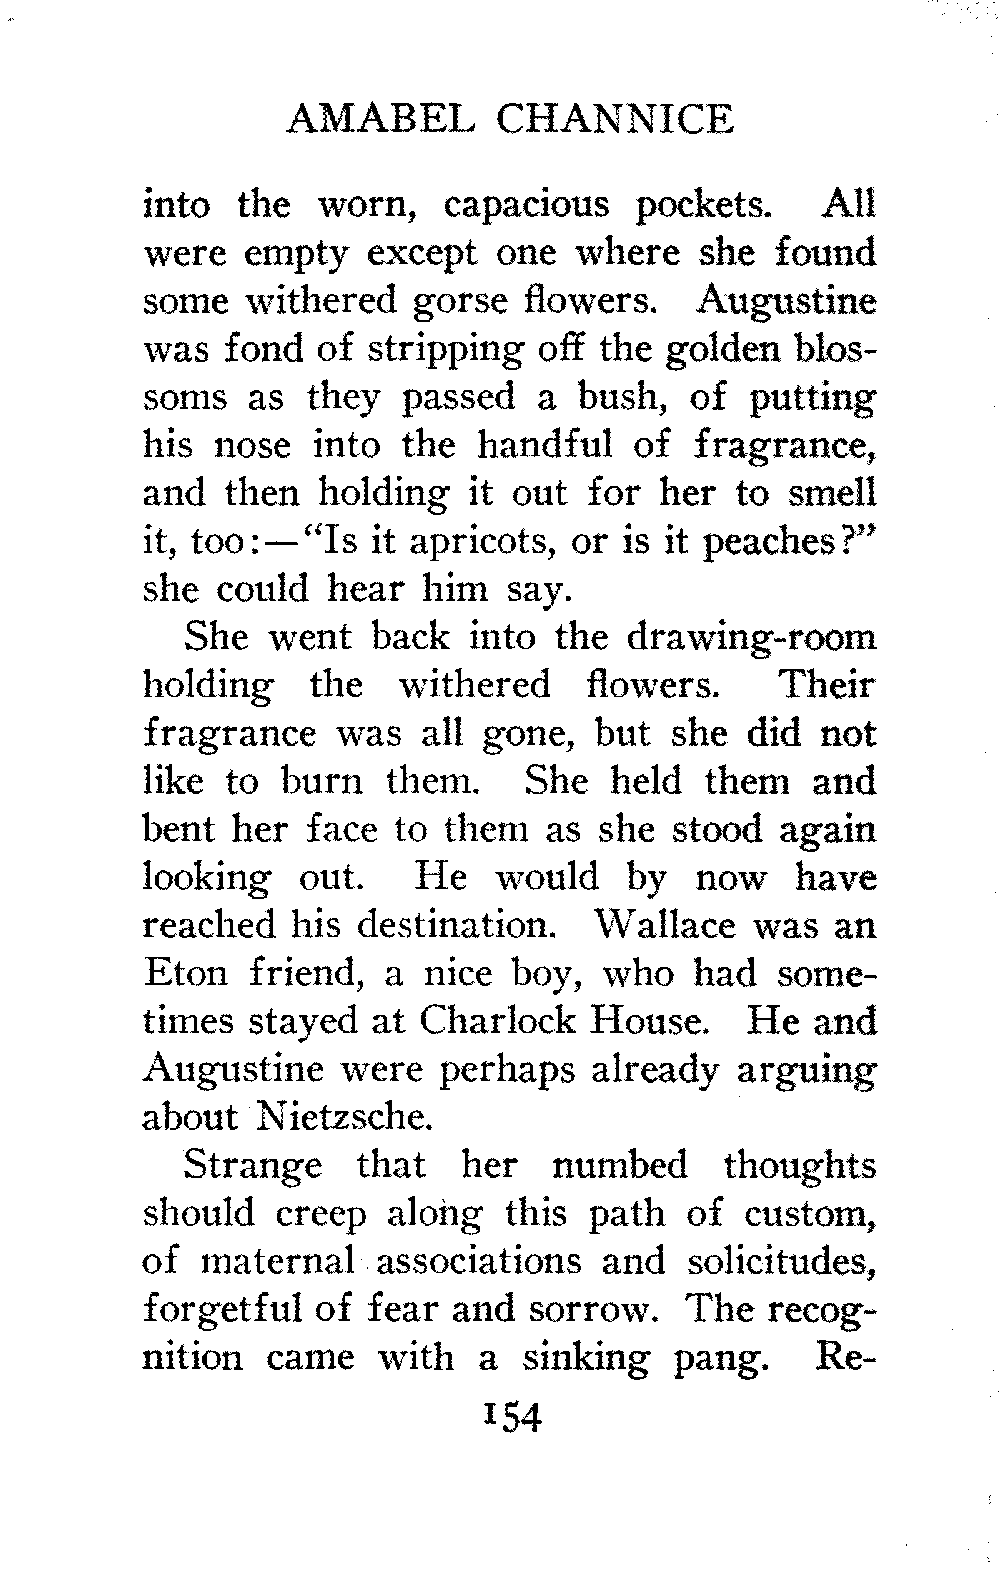 AMABEL CHANNICE
into the worn, capacious pockets. All
were empty except one where she found
some withered gorse flowers. Augustine
was fond of stripping off the golden blos-
soms as they passed a bush, of putting
his nose into the handful of fragrance,
and then holding it out for her to smell
it, too:—"Is it apricots, or is it peaches?"
she could hear him say.
She went back into the drawing-room
holding the withered flowers. Their
fragrance was all gone, but she did not
like to burn them. She held them and
bent her face to them as she stood again
looking out. He would by now have
reached his destination. Wallace was an
Eton friend, a nice boy, who had some-
times stayed at Charlock House. He and
Augustine were perhaps already arguing
about Nietzsche.
Strange that her numbed thoughts
should creep along this path of custom,
of maternal associations and solicitudes,
forgetful of fear and sorrow. The recog-
nition came with a sinking pang. Re-
154